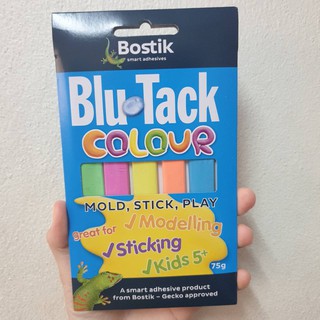 Bostik
smart adhesives
Blu Tack
COLOUR
MOLD, STICK, PLAY
Great for ✓Modelling
✓Sticking
✓Kids 5+
75g
A smart adhesive product
from Bostik – Gecko approved